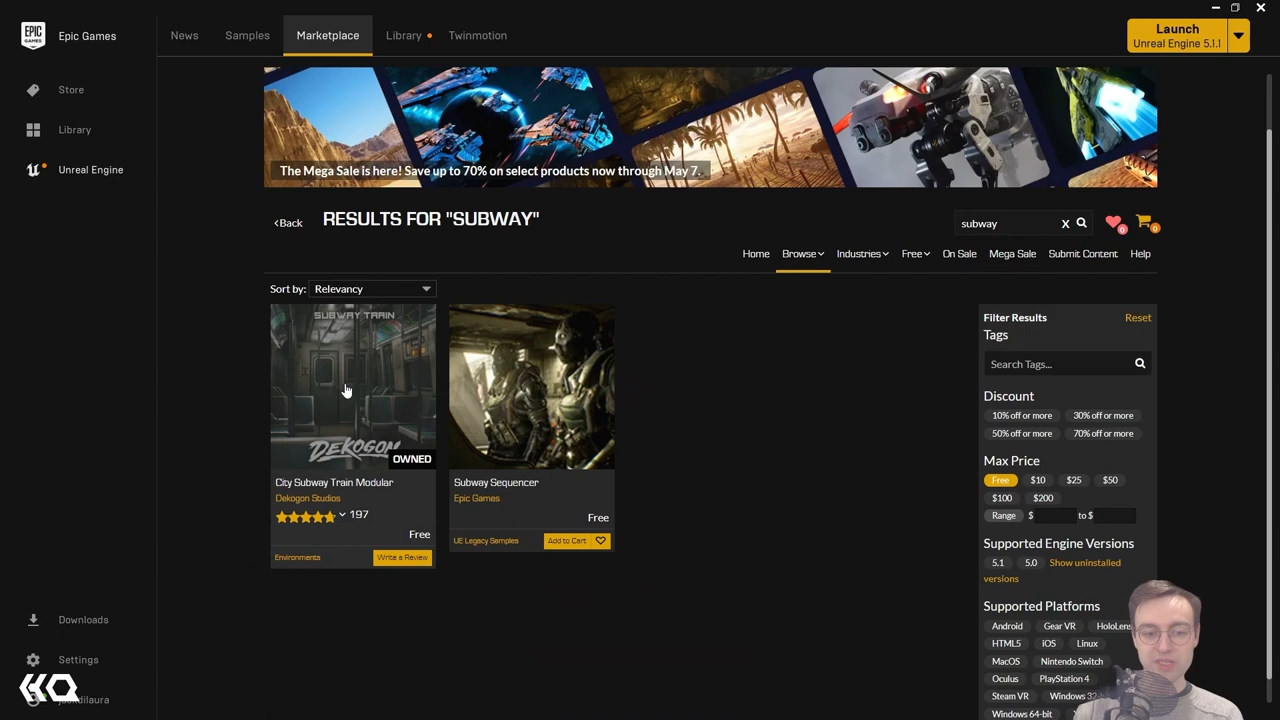 EPIC
GAMES
Epic Games
News
Samples
Marketplace
Library
Twinmotion
Launch
Unreal Engine 5.1.1
Store
Library
Unreal Engine
The Mega Sale is here! Save up to 70% on select products now through May 7.
<Back
RESULTS FOR "SUBWAY"
subway
X
0
0
Home
Browse
Industries
Free
On Sale
Mega Sale
Submit Content
Help
Sort by:
Relevancy
SUBWAY TRAIN
DEKOGON
OWNED
City Subway Train Modular
Dekogon Studios
197
Free
Environments
Write a Review
Subway Sequencer
Epic Games
Free
UE Legacy Samples
Add to Cart
Filter Results
Reset
Tags
Search Tags...
Discount
10% off or more
30% off or more
50% off or more
70% off or more
Max Price
Free
$10
$25
$50
$100
$200
Range
$
to $
Supported Engine Versions
5.1
5.0
Show uninstalled
versions
Supported Platforms
Android
Gear VR
HoloLens
HTML5
iOS
Linux
MacOS
Nintendo Switch
Oculus
PlayStation 4
Steam VR
Windows 32-bit
Windows 64-bit
Downloads
Settings